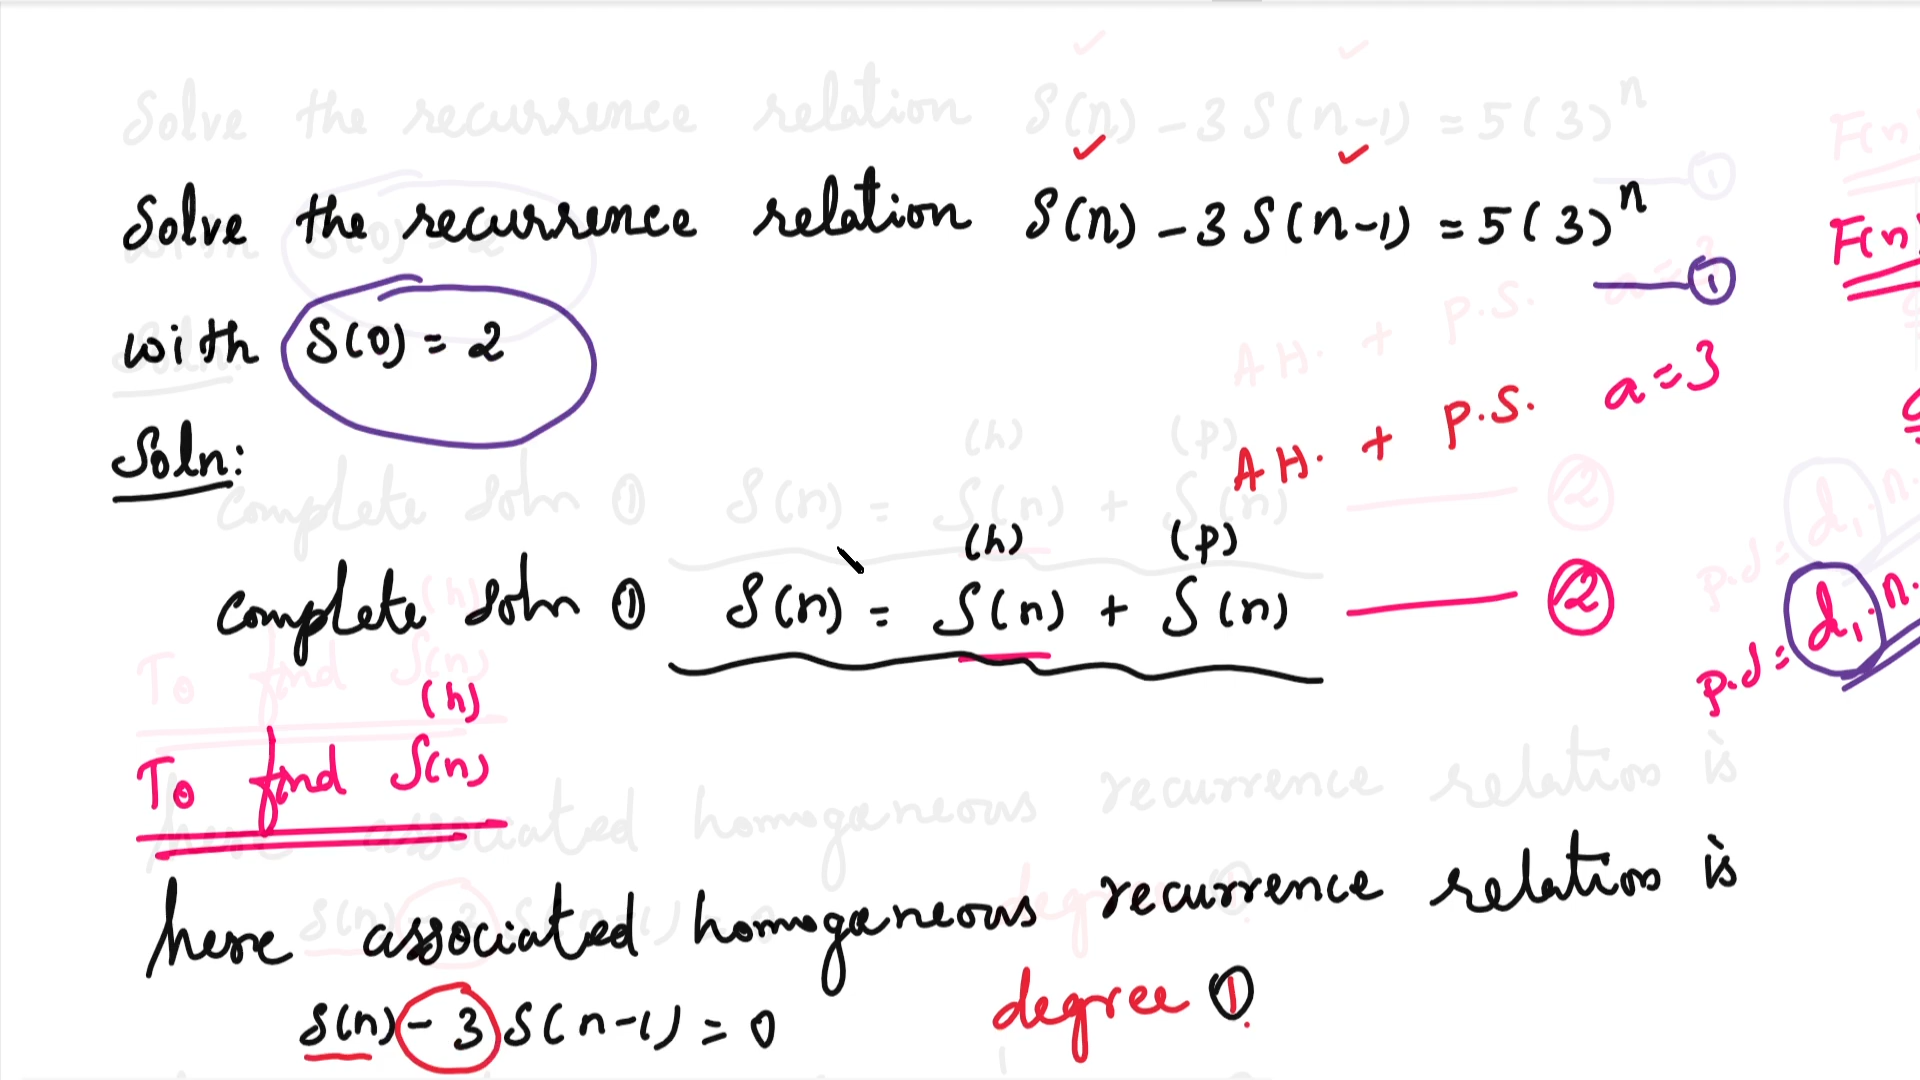 Solve the recurrence relation S(n) - 3 S(n-1) = 5(3)ⁿ
F(n)
①
with S(0) = 2
a = 3
AH. + P.S.
Soln:
(h) (p)
Complete soln ① S(n) = S(n) + S(n) ②
p.d = d₁.n.
(h)
To find S(n)
here associated homogeneous recurrence relation is
S(n) - 3 S(n-1) = 0 degree ①